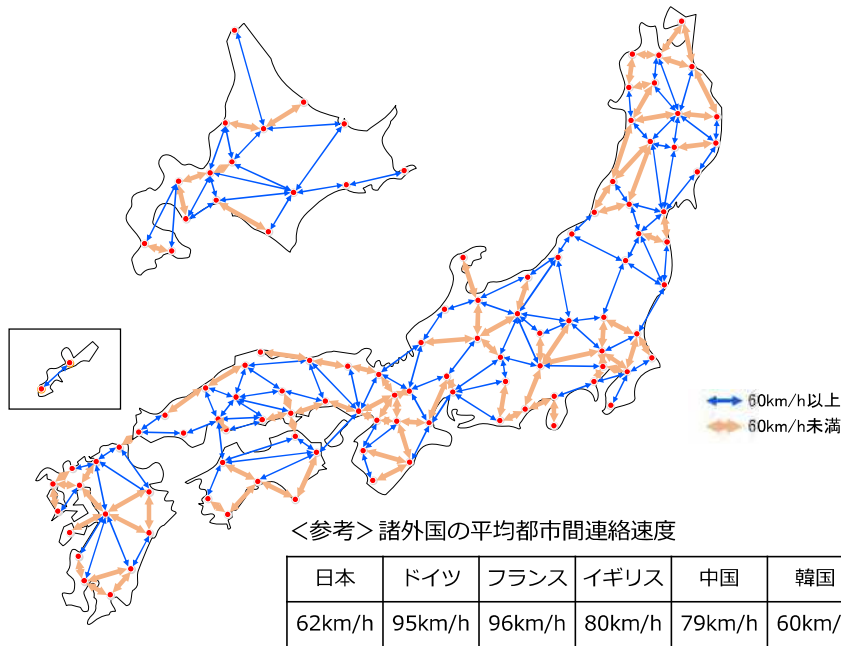 60km/h以上
60km/h未満
<参考>諸外国の平均都市間連絡速度
日本 ドイツ フランス イギリス 中国 韓国
62km/h 95km/h 96km/h 80km/h 79km/h 60km/